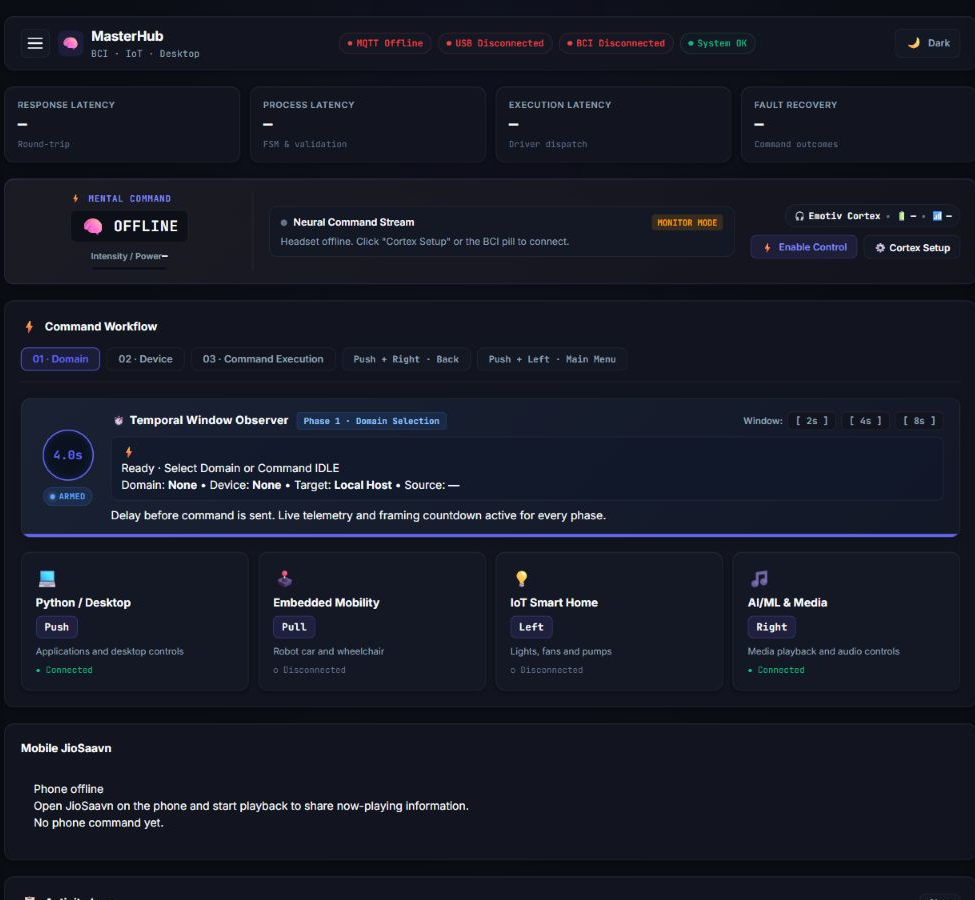 MasterHub
BCI · IoT · Desktop
MQTT Offline
USB Disconnected
BCI Disconnected
System OK
Dark
RESPONSE LATENCY
—
Round-trip
PROCESS LATENCY
—
FSM & validation
EXECUTION LATENCY
—
Driver dispatch
FAULT RECOVERY
—
Command outcomes
MENTAL COMMAND
OFFLINE
Intensity / Power—
Neural Command Stream
MONITOR MODE
Headset offline. Click "Cortex Setup" or the BCI pill to connect.
Emotiv Cortex • — • —
Enable Control
Cortex Setup
Command Workflow
01 · Domain
02 · Device
03 · Command Execution
Push + Right · Back
Push + Left · Main Menu
4.0s
ARMED
Temporal Window Observer
Phase 1 · Domain Selection
Window:
[ 2s ]
[ 4s ]
[ 8s ]
Ready · Select Domain or Command IDLE
Domain: None • Device: None • Target: Local Host • Source: —
Delay before command is sent. Live telemetry and framing countdown active for every phase.
Python / Desktop
Push
Applications and desktop controls
Connected
Embedded Mobility
Pull
Robot car and wheelchair
Disconnected
IoT Smart Home
Left
Lights, fans and pumps
Disconnected
AI/ML & Media
Right
Media playback and audio controls
Connected
Mobile JioSaavn
Phone offline
Open JioSaavn on the phone and start playback to share now-playing information.
No phone command yet.